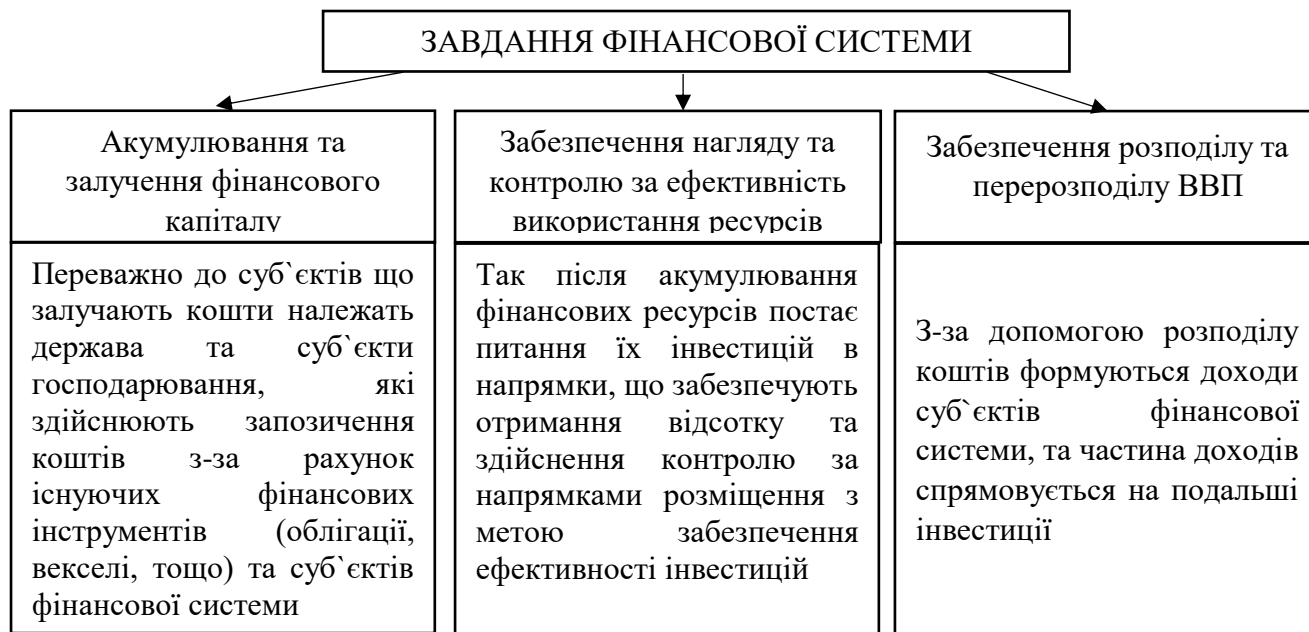 ЗАВДАННЯ ФІНАНСОВОЇ СИСТЕМИ
Акумулювання та
залучення фінансового
капіталу
Забезпечення нагляду та
контролю за ефективність
використання ресурсів
Забезпечення розподілу та
перерозподілу ВВП
Переважно до суб`єктів що
залучають кошти належать
держава та суб`єкти
господарювання, які
здійснюють запозичення
коштів з-за рахунок
існуючих фінансових
інструментів (облігації,
векселі, тощо) та суб`єктів
фінансової системи
Так після акумулювання
фінансових ресурсів постає
питання їх інвестицій в
напрямки, що забезпечують
отримання відсотку та
здійснення контролю за
напрямками розміщення з
метою забезпечення
ефективності інвестицій
З-за допомогою розподілу
коштів формуються доходи
суб`єктів фінансової
системи, та частина доходів
спрямовується на подальші
інвестиції